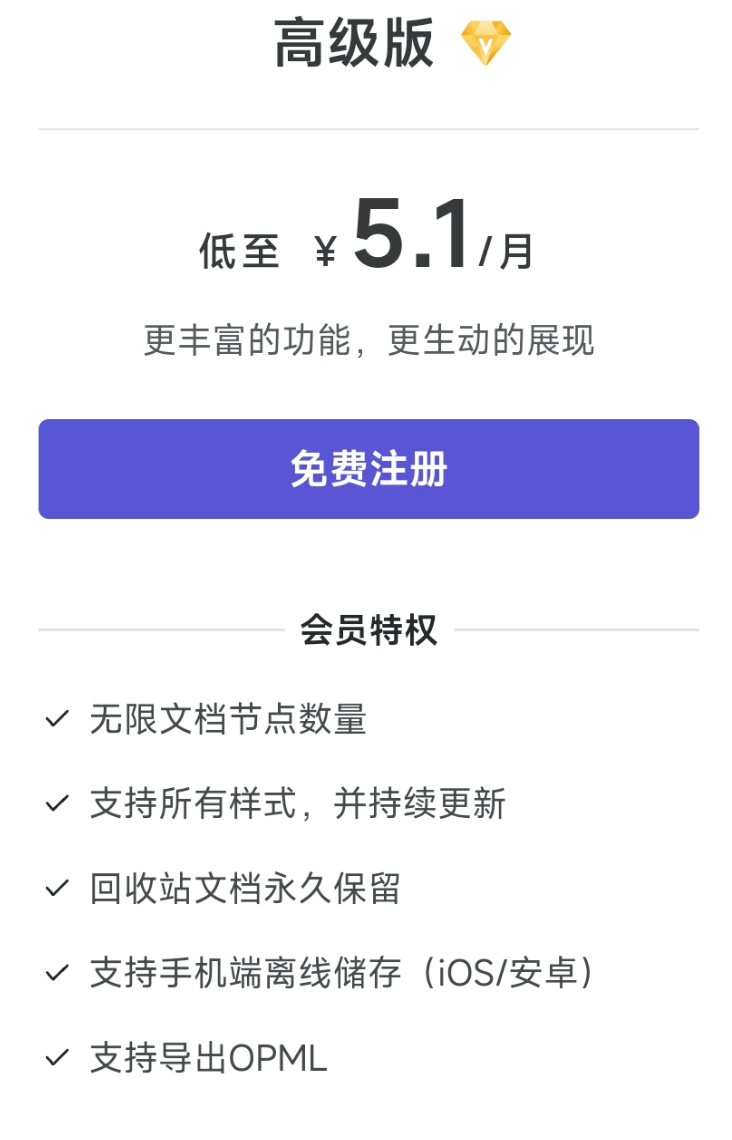 高级版
低至 ¥5.1/月
更丰富的功能，更生动的展现
免费注册
会员特权
无限文档节点数量
支持所有样式，并持续更新
回收站文档永久保留
支持手机端离线储存（iOS/安卓）
支持导出OPML